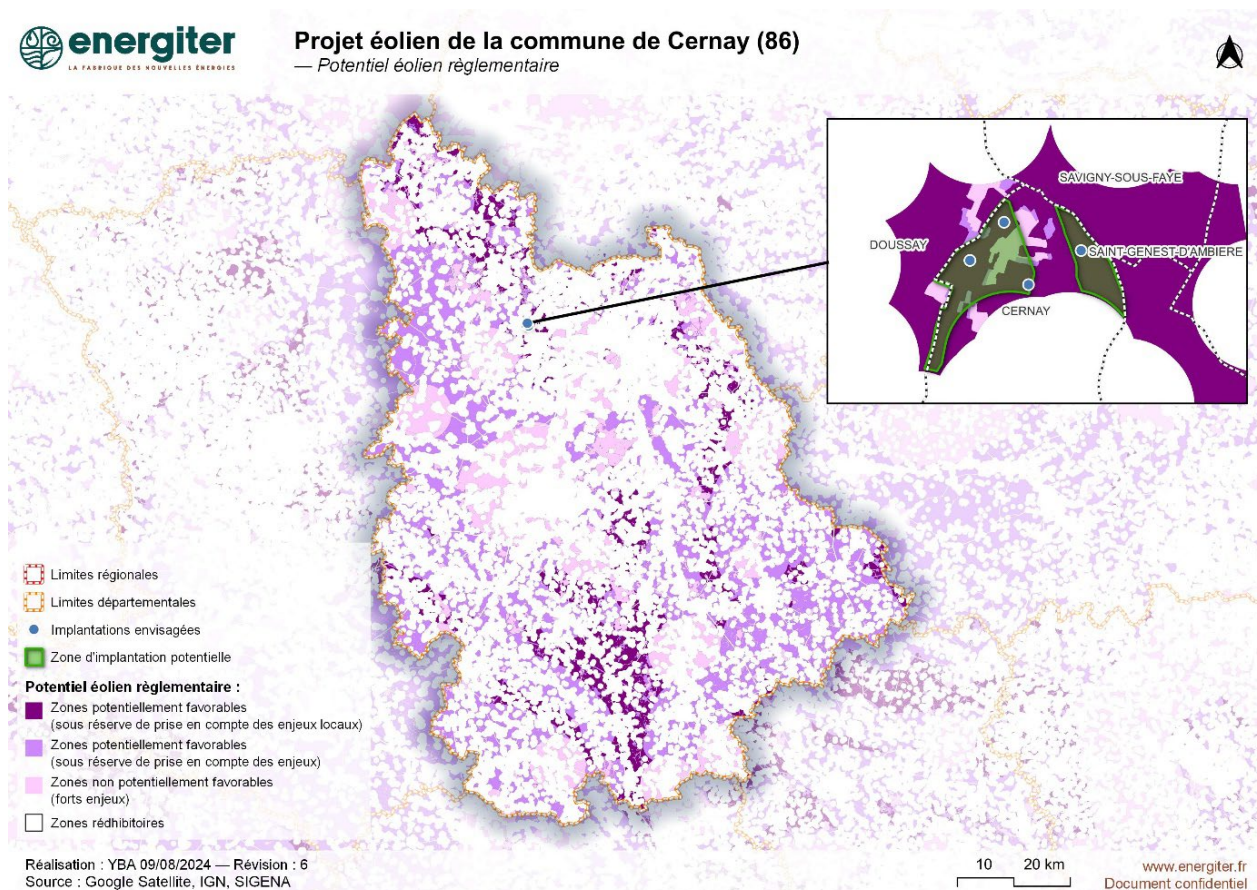 energiter
LA FABRIQUE DES NOUVELLES ÉNERGIES
Projet éolien de la commune de Cernay (86)
— Potentiel éolien règlementaire
SAVIGNY-SOUS-FAYE
DOUSSAY
SAINT-GENEST-D'AMBIERE
CERNAY
Limites régionales
Limites départementales
Implantations envisagées
Zone d'implantation potentielle
Potentiel éolien règlementaire :
Zones potentiellement favorables
(sous réserve de prise en compte des enjeux locaux)
Zones potentiellement favorables
(sous réserve de prise en compte des enjeux)
Zones non potentiellement favorables
(forts enjeux)
Zones rédhibitoires
Réalisation : YBA 09/08/2024 — Révision : 6
Source : Google Satellite, IGN, SIGENA
10 20 km
www.energiter.fr
Document confidentiel